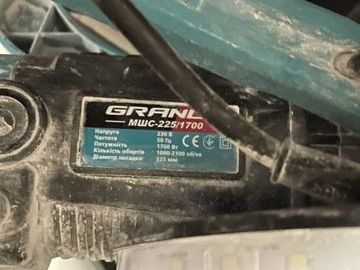 GRAND
МШС-225/1700
Напруга 230 В
Частота 50 Гц
Потужність 1700 Вт
Кількість обертів 1000-2100 об/хв
Діаметр насадки 225 мм
CE